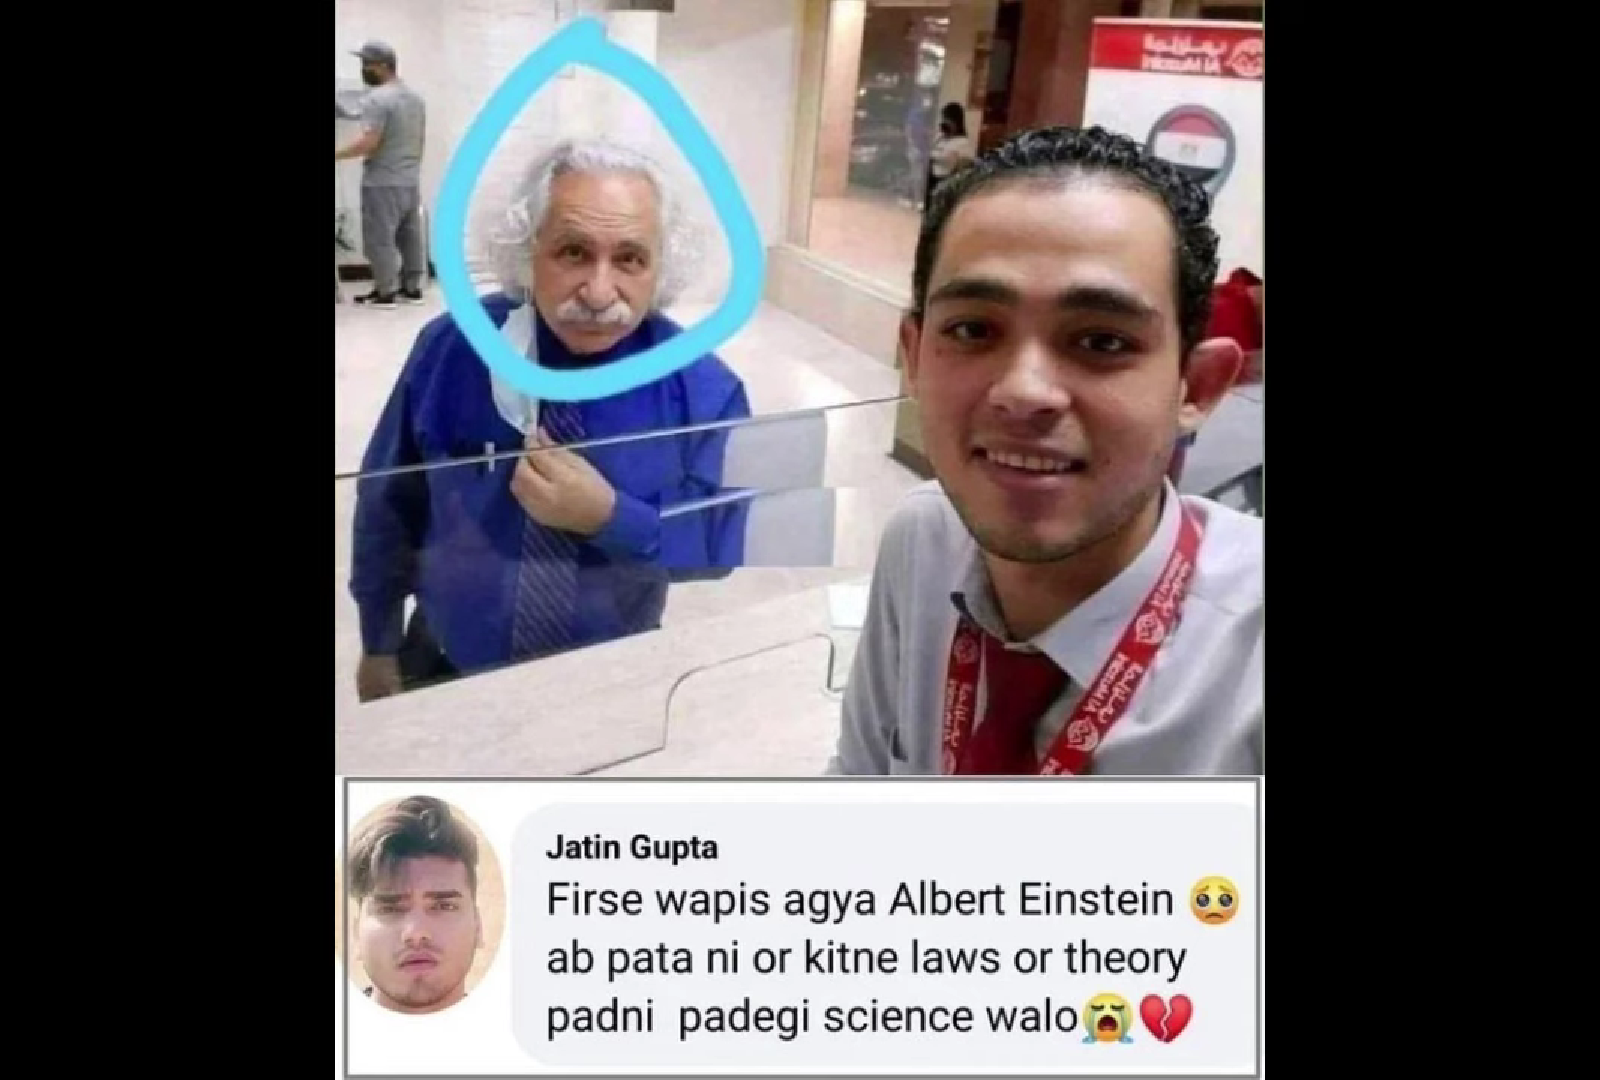 Jatin Gupta
Firse wapis agya Albert Einstein 🥺
ab pata ni or kitne laws or theory
padni  padegi science walo😭💔